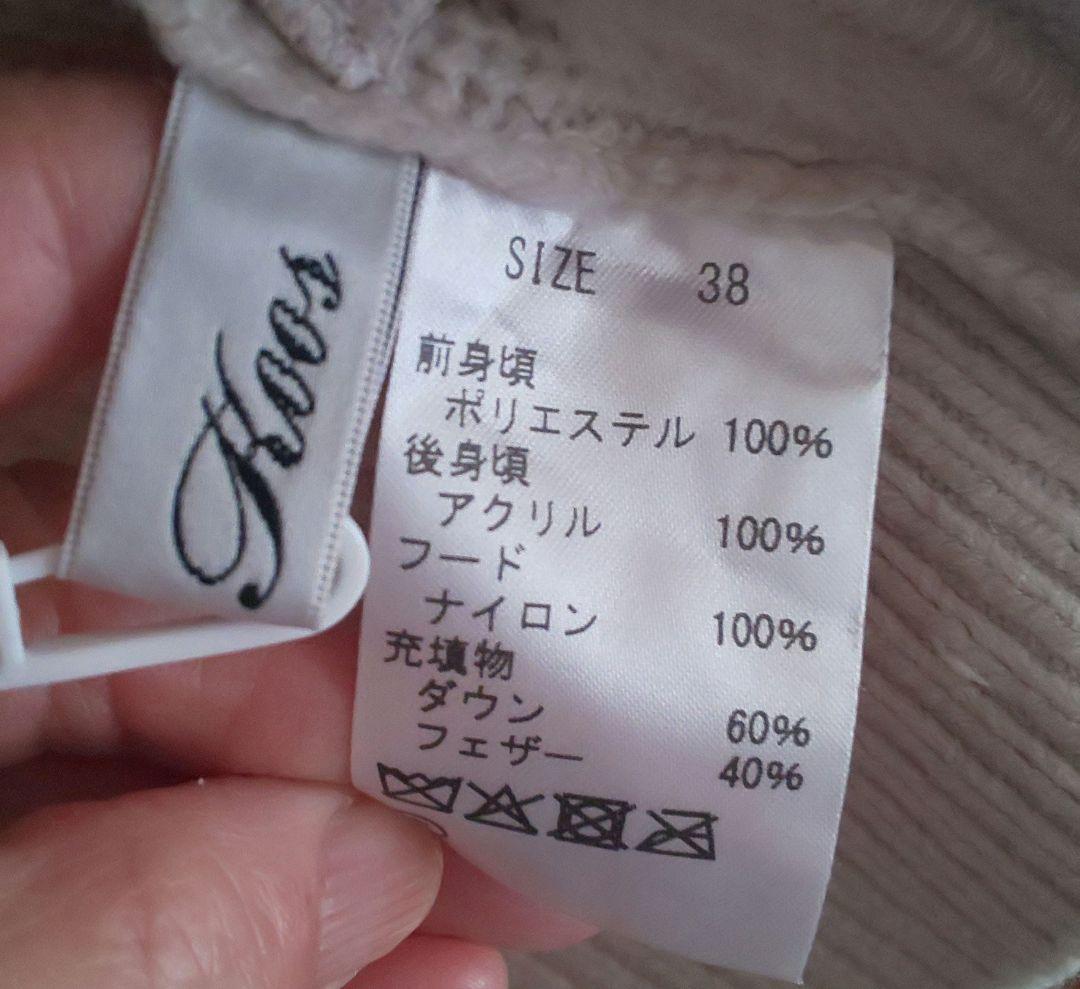 Koos
SIZE 38
前身頃
ポリエステル 100%
後身頃
アクリル 100%
フード
ナイロン 100%
充填物
ダウン 60%
フェザー 40%